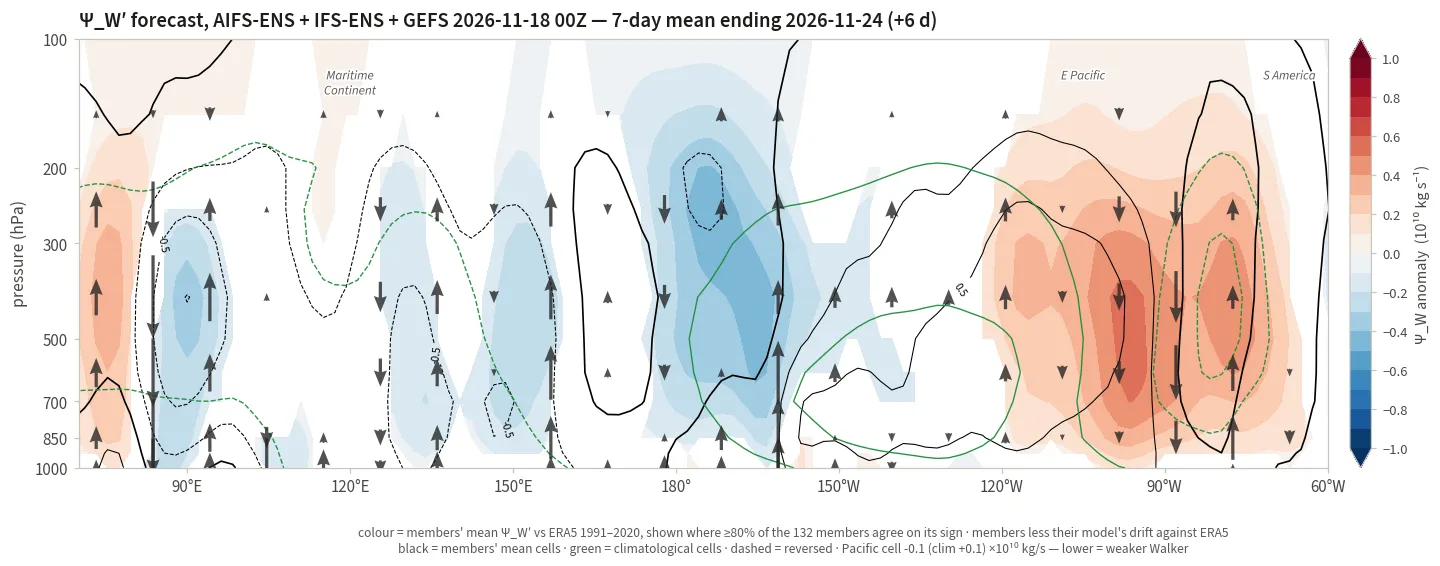 Ψ_W′ forecast, AIFS-ENS + IFS-ENS + GEFS 2026-11-18 00Z — 7-day mean ending 2026-11-24 (+6 d)
100
200
300
400
500
700
850
1000
pressure (hPa)
90°E
120°E
150°E
180°
150°W
120°W
90°W
60°W
Maritime
Continent
E Pacific
S America
-0.5
-0.5
-0.5
0.5
1.0
0.8
0.6
0.4
0.2
0.0
−0.2
−0.4
−0.6
−0.8
−1.0
Ψ_W anomaly (10¹⁰ kg s⁻¹)
colour = members' mean Ψ_W′ vs ERA5 1991–2020, shown where ≥80% of the 132 members agree on its sign · members less their model's drift against ERA5
black = members' mean cells · green = climatological cells · dashed = reversed · Pacific cell -0.1 (clim +0.1) ×10¹⁰ kg/s — lower = weaker Walker